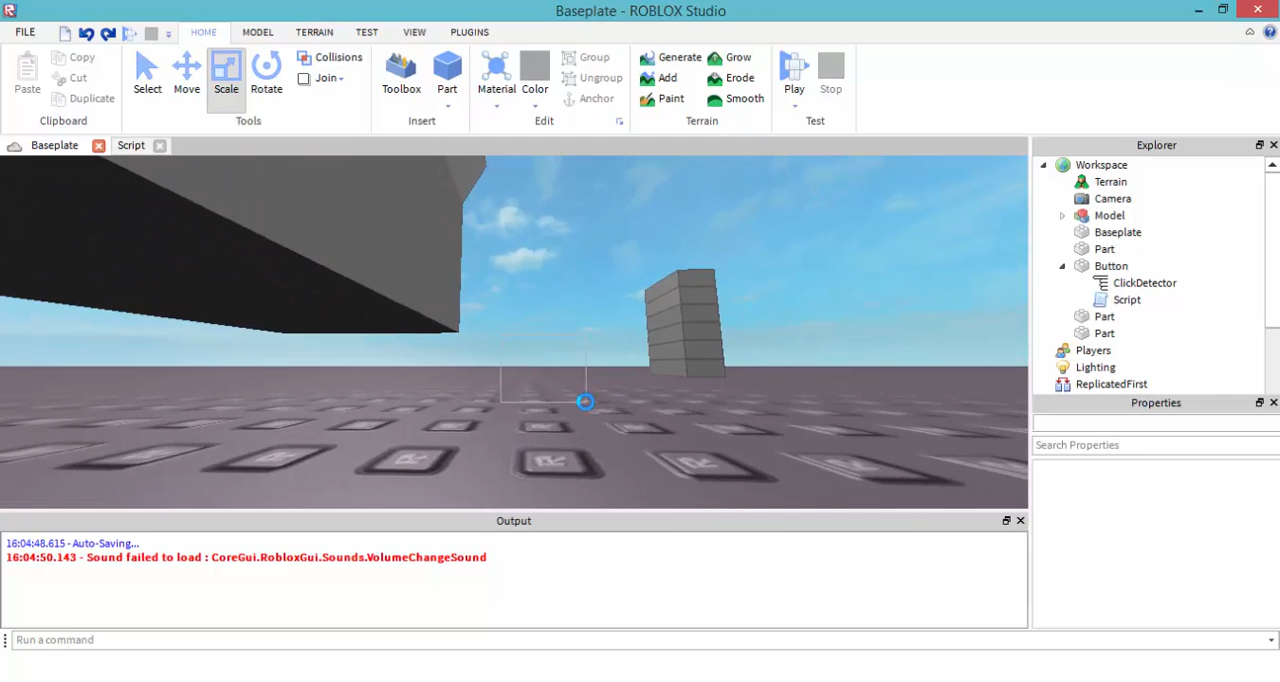 Baseplate - ROBLOX Studio
FILE HOME MODEL TERRAIN TEST VIEW PLUGINS
Paste Copy Cut Duplicate Clipboard
Select Move Scale Rotate Collisions Join Tools
Toolbox Part Insert
Material Color Group Ungroup Anchor Edit
Generate Add Paint Grow Erode Smooth Terrain
Play Stop Test
Baseplate Script
Explorer
Workspace
Terrain
Camera
Model
Baseplate
Part
Button
ClickDetector
Script
Part
Part
Players
Lighting
ReplicatedFirst
Properties
Search Properties
Output
16:04:48.615 - Auto-Saving...
16:04:50.143 - Sound failed to load : CoreGui.RobloxGui.Sounds.VolumeChangeSound
Run a command